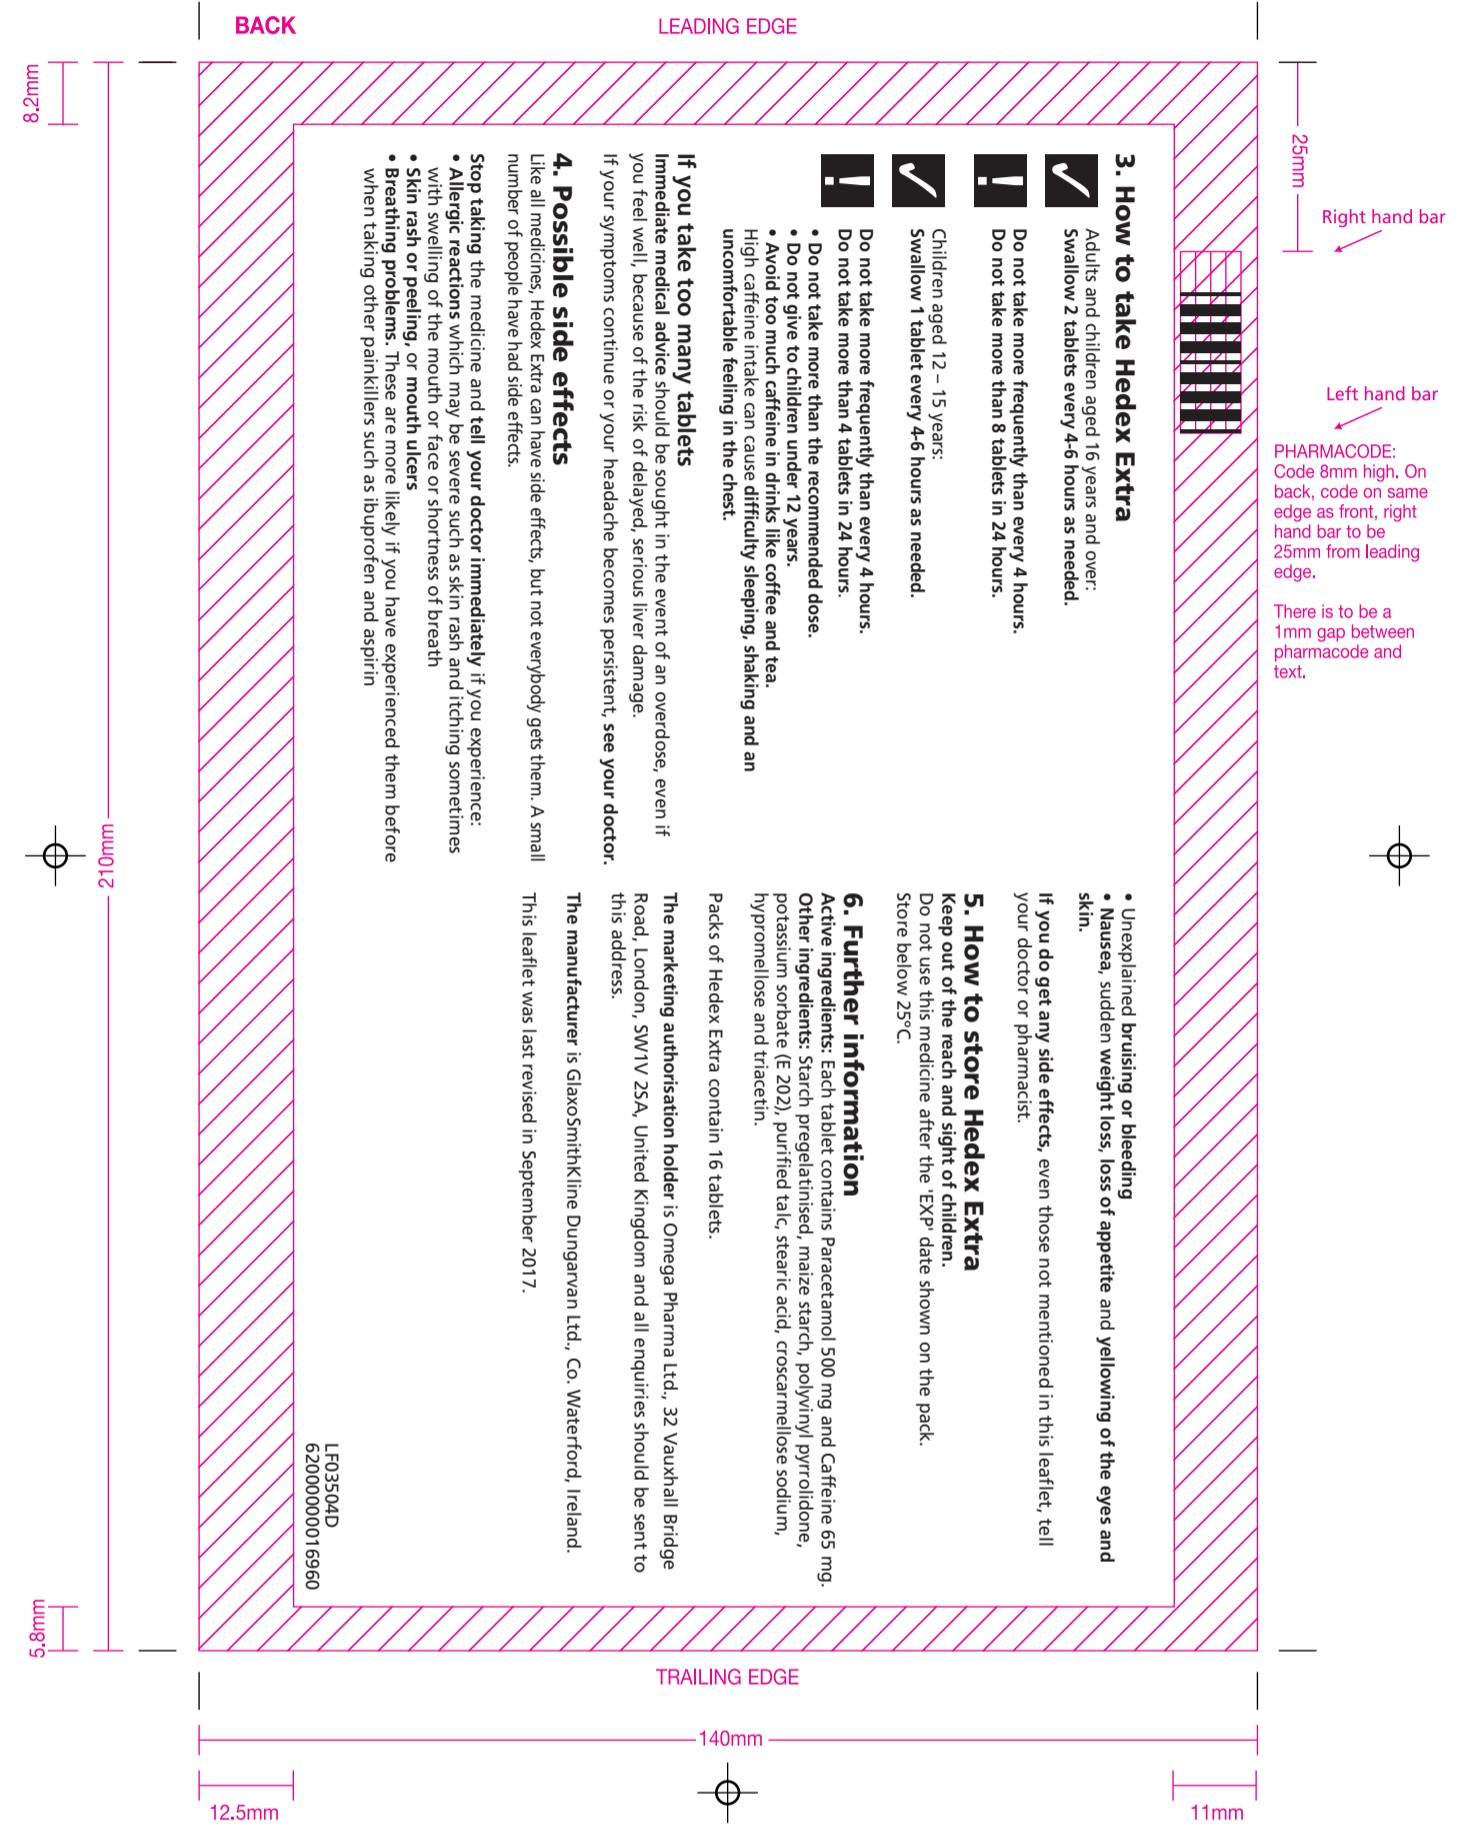 BACK
LEADING EDGE
8.2mm
25mm
Right hand bar
Left hand bar
PHARMACODE:
Code 8mm high. On
back, code on same
edge as front, right
hand bar to be
25mm from leading
edge.
There is to be a
1mm gap between
pharmacode and
text.
210mm
3. How to take Hedex Extra
Adults and children aged 16 years and over:
Swallow 2 tablets every 4-6 hours as needed.
Do not take more frequently than every 4 hours.
Do not take more than 8 tablets in 24 hours.
Children aged 12 – 15 years:
Swallow 1 tablet every 4-6 hours as needed.
Do not take more frequently than every 4 hours.
Do not take more than 4 tablets in 24 hours.
• Do not take more than the recommended dose.
• Do not give to children under 12 years.
• Avoid too much caffeine in drinks like coffee and tea.
High caffeine intake can cause difficulty sleeping, shaking and an
uncomfortable feeling in the chest.
If you take too many tablets
Immediate medical advice should be sought in the event of an overdose, even if
you feel well, because of the risk of delayed, serious liver damage.
If your symptoms continue or your headache becomes persistent, see your doctor.
4. Possible side effects
Like all medicines, Hedex Extra can have side effects, but not everybody gets them. A small
number of people have had side effects.
Stop taking the medicine and tell your doctor immediately if you experience:
• Allergic reactions which may be severe such as skin rash and itching sometimes
with swelling of the mouth or face or shortness of breath
• Skin rash or peeling, or mouth ulcers
• Breathing problems. These are more likely if you have experienced them before
when taking other painkillers such as ibuprofen and aspirin
• Unexplained bruising or bleeding
• Nausea, sudden weight loss, loss of appetite and yellowing of the eyes and
skin.
If you do get any side effects, even those not mentioned in this leaflet, tell
your doctor or pharmacist.
5. How to store Hedex Extra
Keep out of the reach and sight of children.
Do not use this medicine after the 'EXP' date shown on the pack.
Store below 25°C.
6. Further information
Active ingredients: Each tablet contains Paracetamol 500 mg and Caffeine 65 mg.
Other ingredients: Starch pregelatinised, maize starch, polyvinyl pyrrolidone,
potassium sorbate (E 202), purified talc, stearic acid, croscarmellose sodium,
hypromellose and triacetin.
Packs of Hedex Extra contain 16 tablets.
The marketing authorisation holder is Omega Pharma Ltd., 32 Vauxhall Bridge
Road, London, SW1V 2SA, United Kingdom and all enquiries should be sent to
this address.
The manufacturer is GlaxoSmithKline Dungarvan Ltd., Co. Waterford, Ireland.
This leaflet was last revised in September 2017.
LF03504D
62000000016960
5.8mm
TRAILING EDGE
140mm
12.5mm
11mm